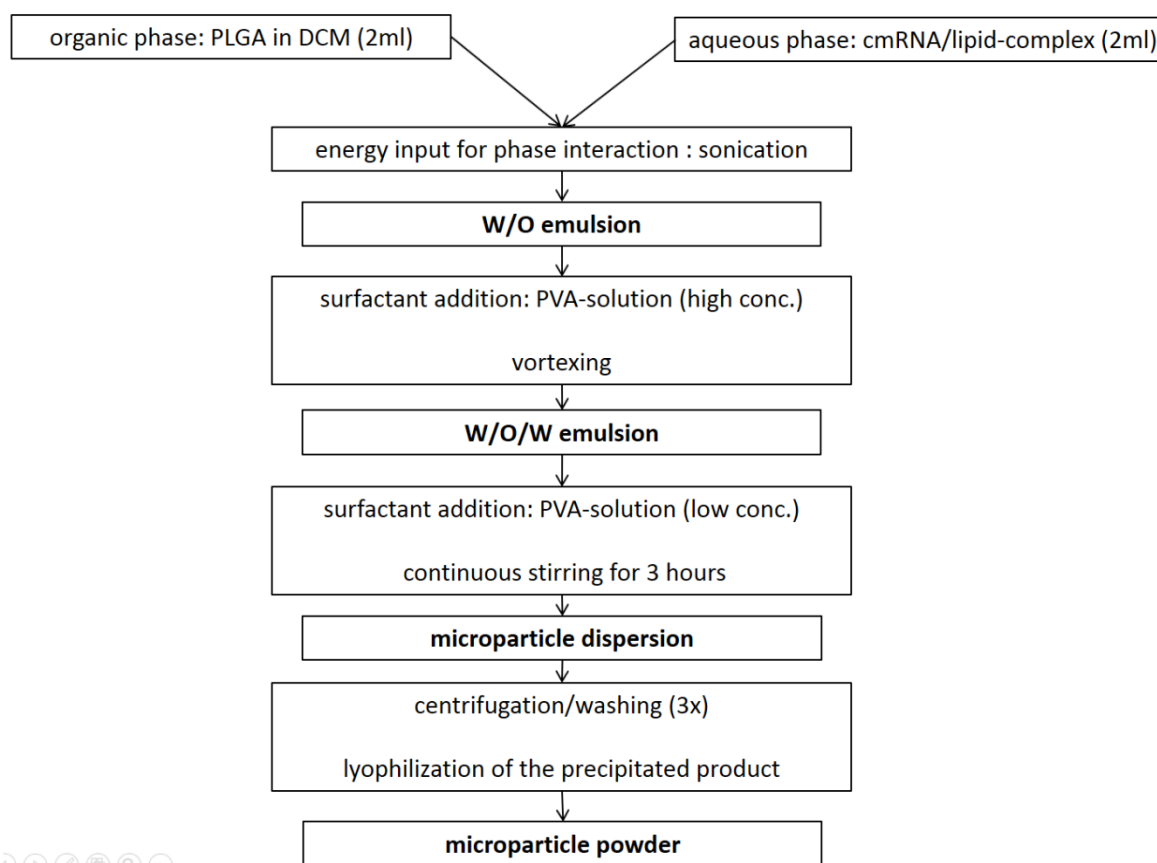 organic phase: PLGA in DCM (2ml)
aqueous phase: cmRNA/lipid-complex (2ml)
energy input for phase interaction : sonication
W/O emulsion
surfactant addition: PVA-solution (high conc.)
vortexing
W/O/W emulsion
surfactant addition: PVA-solution (low conc.)
continuous stirring for 3 hours
microparticle dispersion
centrifugation/washing (3x)
lyophilization of the precipitated product
microparticle powder